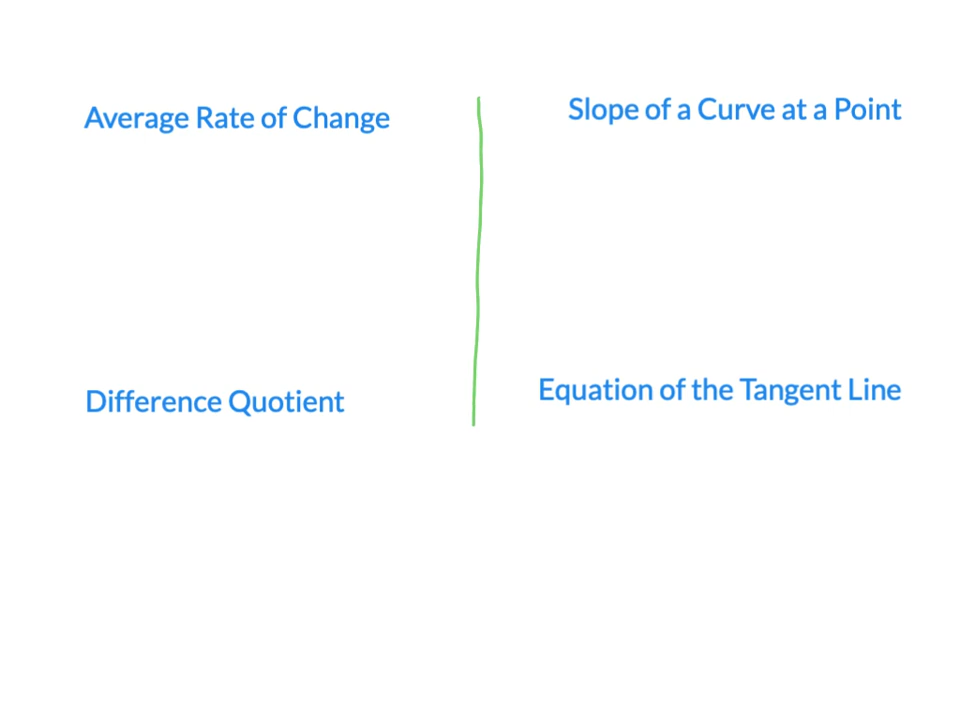 Average Rate of Change
Slope of a Curve at a Point
Difference Quotient
Equation of the Tangent Line